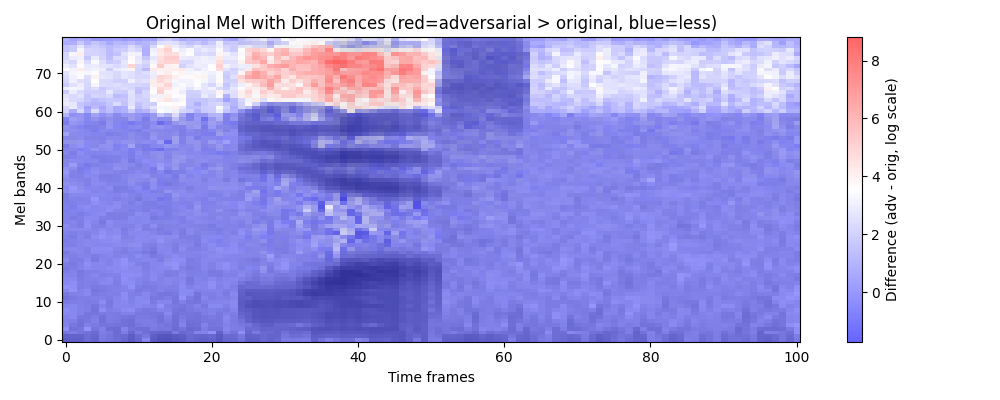 Original Mel with Differences (red=adversarial > original, blue=less)
Mel bands
70
60
50
40
30
20
10
0
0 20 40 60 80 100
Time frames
8
6
4
2
0
Difference (adv - orig, log scale)